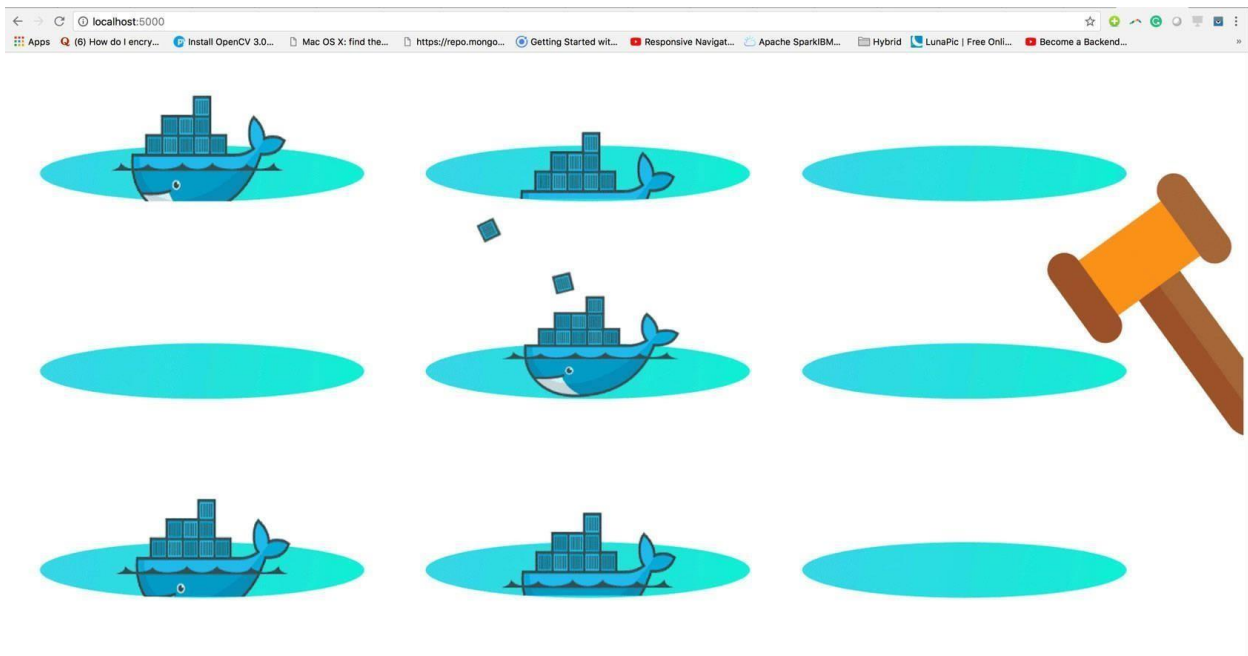 localhost:5000
Apps (6) How do I encry... Install OpenCV 3.0... Mac OS X: find the... https://repo.mongo... Getting Started wit... Responsive Navigat... Apache SparkIBM... Hybrid LunaPic | Free Onli... Become a Backend... »